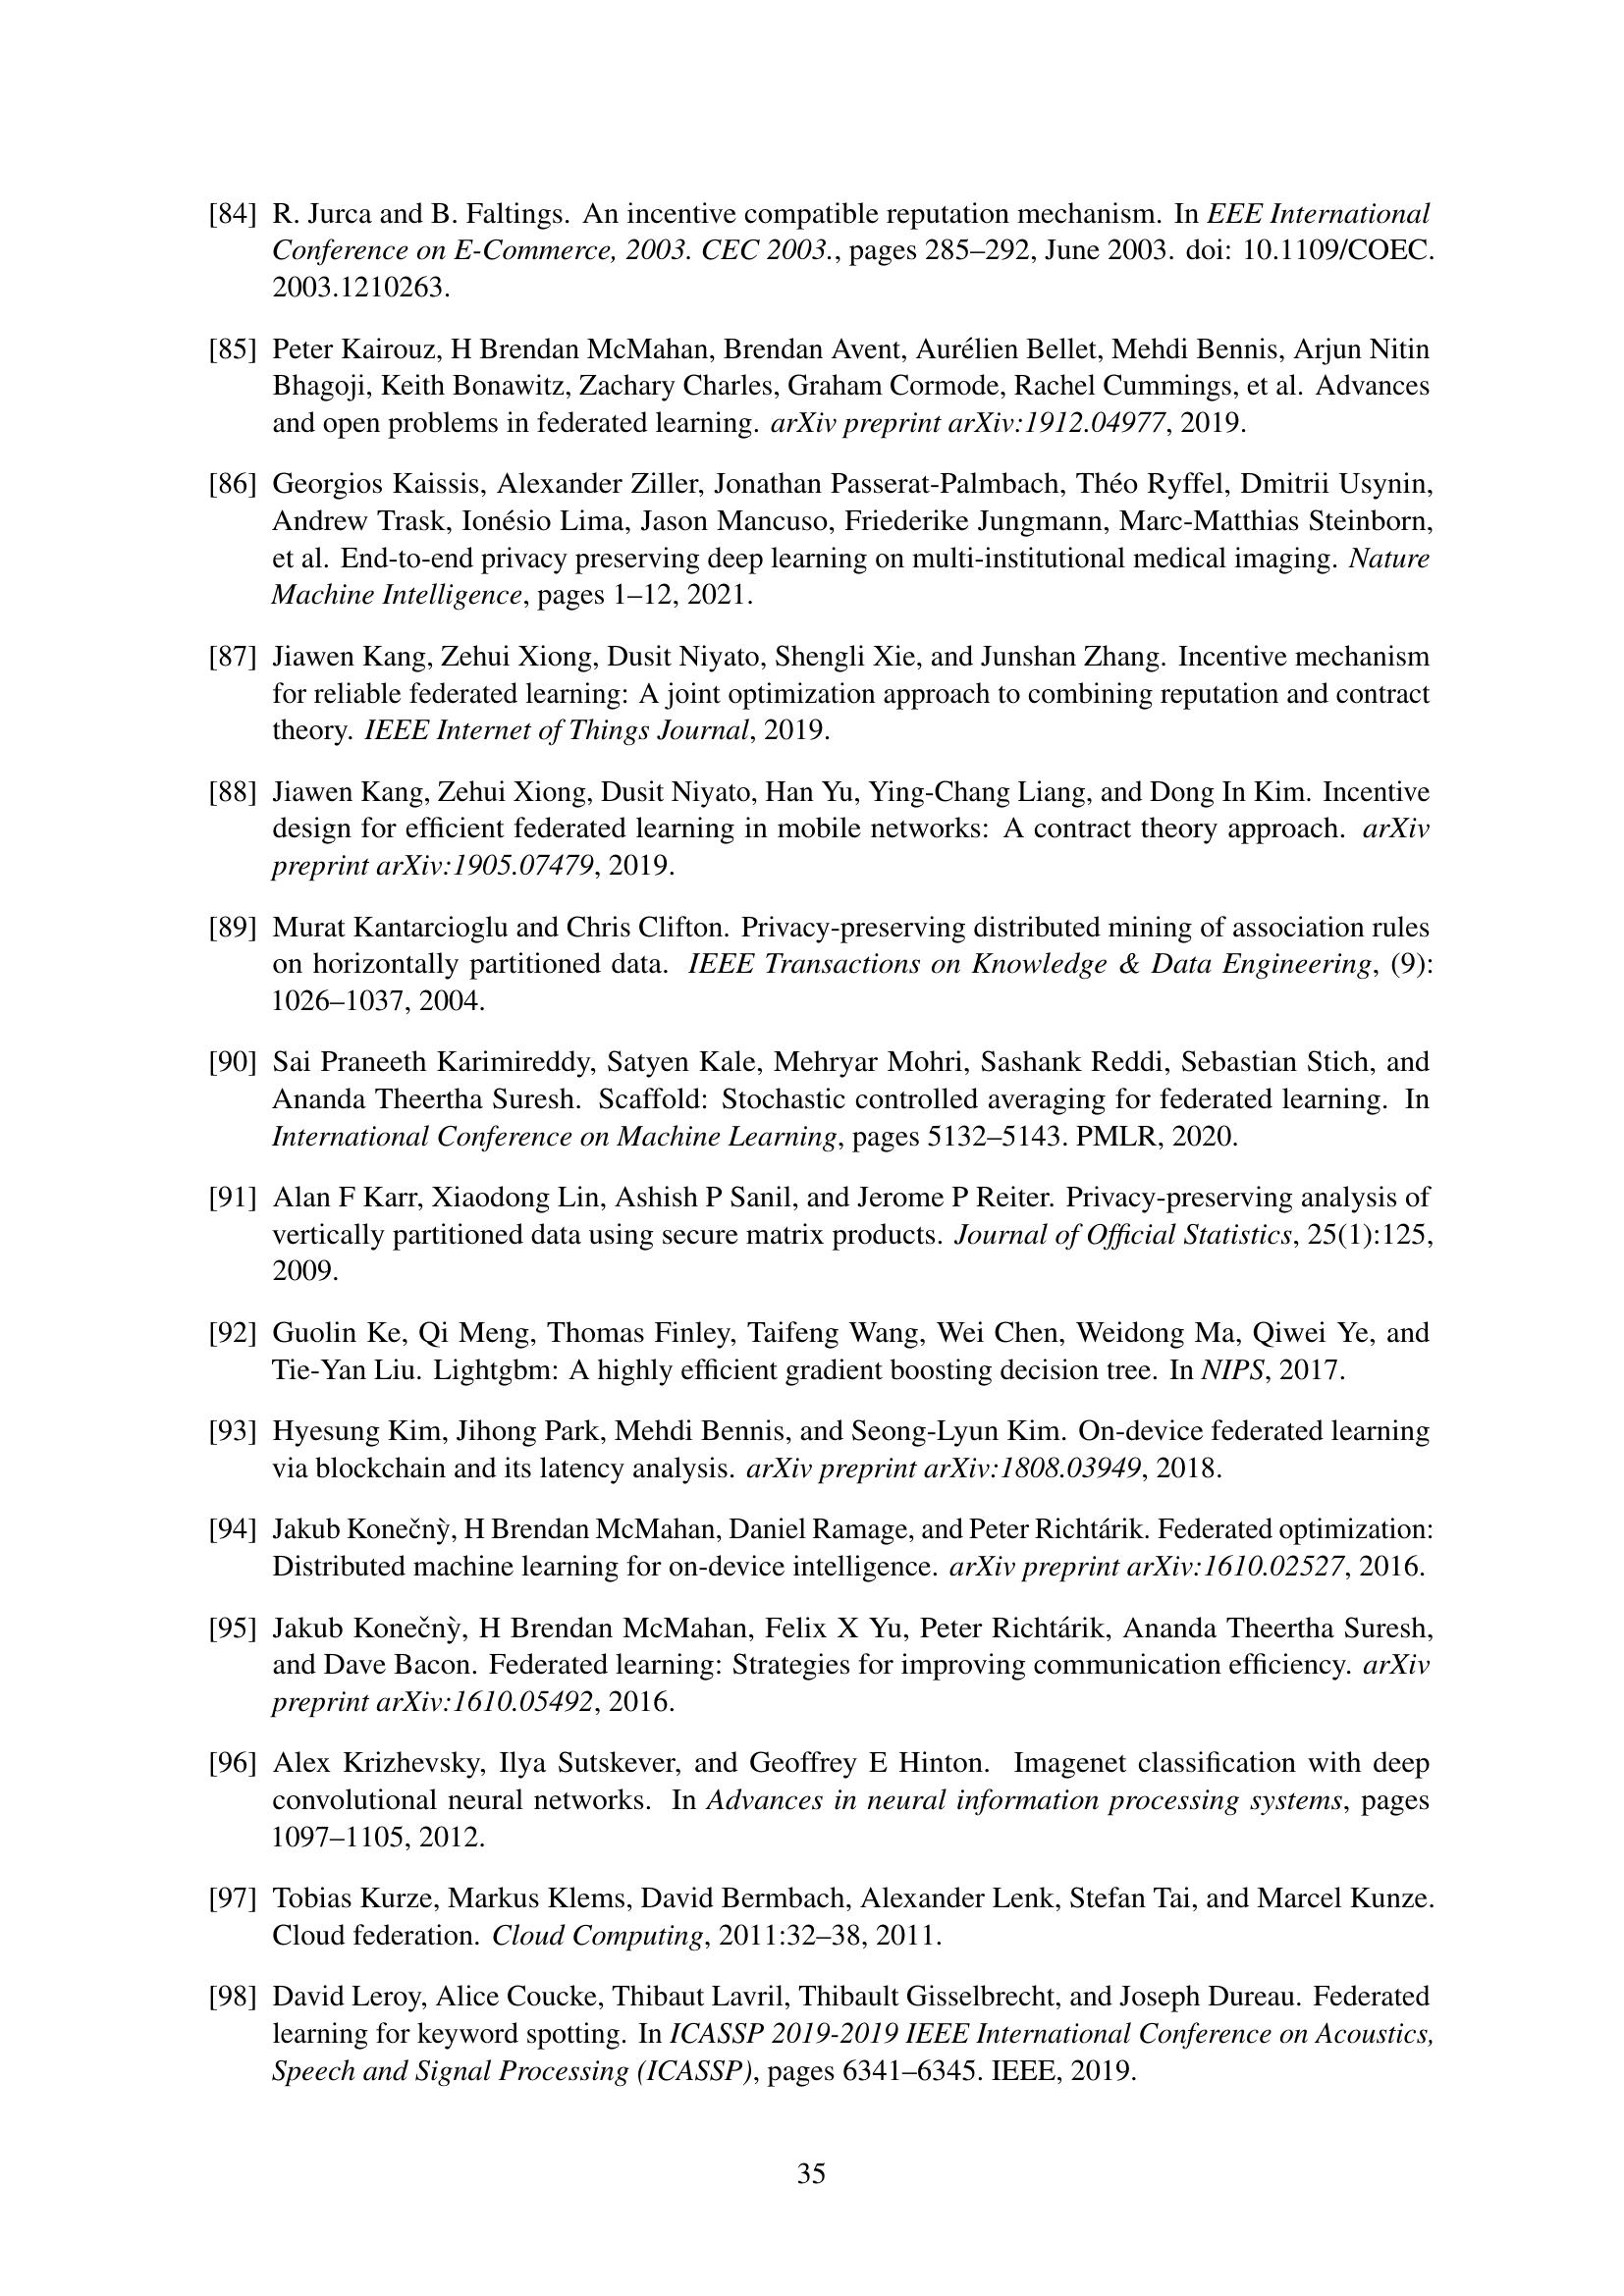 [84] R. Jurca and B. Faltings. An incentive compatible reputation mechanism. In EEE International
Conference on E-Commerce, 2003. CEC 2003., pages 285–292, June 2003. doi: 10.1109/COEC.
2003.1210263.
[85] Peter Kairouz, H Brendan McMahan, Brendan Avent, Aurélien Bellet, Mehdi Bennis, Arjun Nitin
Bhagoji, Keith Bonawitz, Zachary Charles, Graham Cormode, Rachel Cummings, et al. Advances
and open problems in federated learning. arXiv preprint arXiv:1912.04977, 2019.
[86] Georgios Kaissis, Alexander Ziller, Jonathan Passerat-Palmbach, Théo Ryffel, Dmitrii Usynin,
Andrew Trask, Ionésio Lima, Jason Mancuso, Friederike Jungmann, Marc-Matthias Steinborn,
et al. End-to-end privacy preserving deep learning on multi-institutional medical imaging. Nature
Machine Intelligence, pages 1–12, 2021.
[87] Jiawen Kang, Zehui Xiong, Dusit Niyato, Shengli Xie, and Junshan Zhang. Incentive mechanism
for reliable federated learning: A joint optimization approach to combining reputation and contract
theory. IEEE Internet of Things Journal, 2019.
[88] Jiawen Kang, Zehui Xiong, Dusit Niyato, Han Yu, Ying-Chang Liang, and Dong In Kim. Incentive
design for efficient federated learning in mobile networks: A contract theory approach. arXiv
preprint arXiv:1905.07479, 2019.
[89] Murat Kantarcioglu and Chris Clifton. Privacy-preserving distributed mining of association rules
on horizontally partitioned data. IEEE Transactions on Knowledge & Data Engineering, (9):
1026–1037, 2004.
[90] Sai Praneeth Karimireddy, Satyen Kale, Mehryar Mohri, Sashank Reddi, Sebastian Stich, and
Ananda Theertha Suresh. Scaffold: Stochastic controlled averaging for federated learning. In
International Conference on Machine Learning, pages 5132–5143. PMLR, 2020.
[91] Alan F Karr, Xiaodong Lin, Ashish P Sanil, and Jerome P Reiter. Privacy-preserving analysis of
vertically partitioned data using secure matrix products. Journal of Official Statistics, 25(1):125,
2009.
[92] Guolin Ke, Qi Meng, Thomas Finley, Taifeng Wang, Wei Chen, Weidong Ma, Qiwei Ye, and
Tie-Yan Liu. Lightgbm: A highly efficient gradient boosting decision tree. In NIPS, 2017.
[93] Hyesung Kim, Jihong Park, Mehdi Bennis, and Seong-Lyun Kim. On-device federated learning
via blockchain and its latency analysis. arXiv preprint arXiv:1808.03949, 2018.
[94] Jakub Konečnỳ, H Brendan McMahan, Daniel Ramage, and Peter Richtárik. Federated optimization:
Distributed machine learning for on-device intelligence. arXiv preprint arXiv:1610.02527, 2016.
[95] Jakub Konečnỳ, H Brendan McMahan, Felix X Yu, Peter Richtárik, Ananda Theertha Suresh,
and Dave Bacon. Federated learning: Strategies for improving communication efficiency. arXiv
preprint arXiv:1610.05492, 2016.
[96] Alex Krizhevsky, Ilya Sutskever, and Geoffrey E Hinton. Imagenet classification with deep
convolutional neural networks. In Advances in neural information processing systems, pages
1097–1105, 2012.
[97] Tobias Kurze, Markus Klems, David Bermbach, Alexander Lenk, Stefan Tai, and Marcel Kunze.
Cloud federation. Cloud Computing, 2011:32–38, 2011.
[98] David Leroy, Alice Coucke, Thibaut Lavril, Thibault Gisselbrecht, and Joseph Dureau. Federated
learning for keyword spotting. In ICASSP 2019-2019 IEEE International Conference on Acoustics,
Speech and Signal Processing (ICASSP), pages 6341–6345. IEEE, 2019.
35